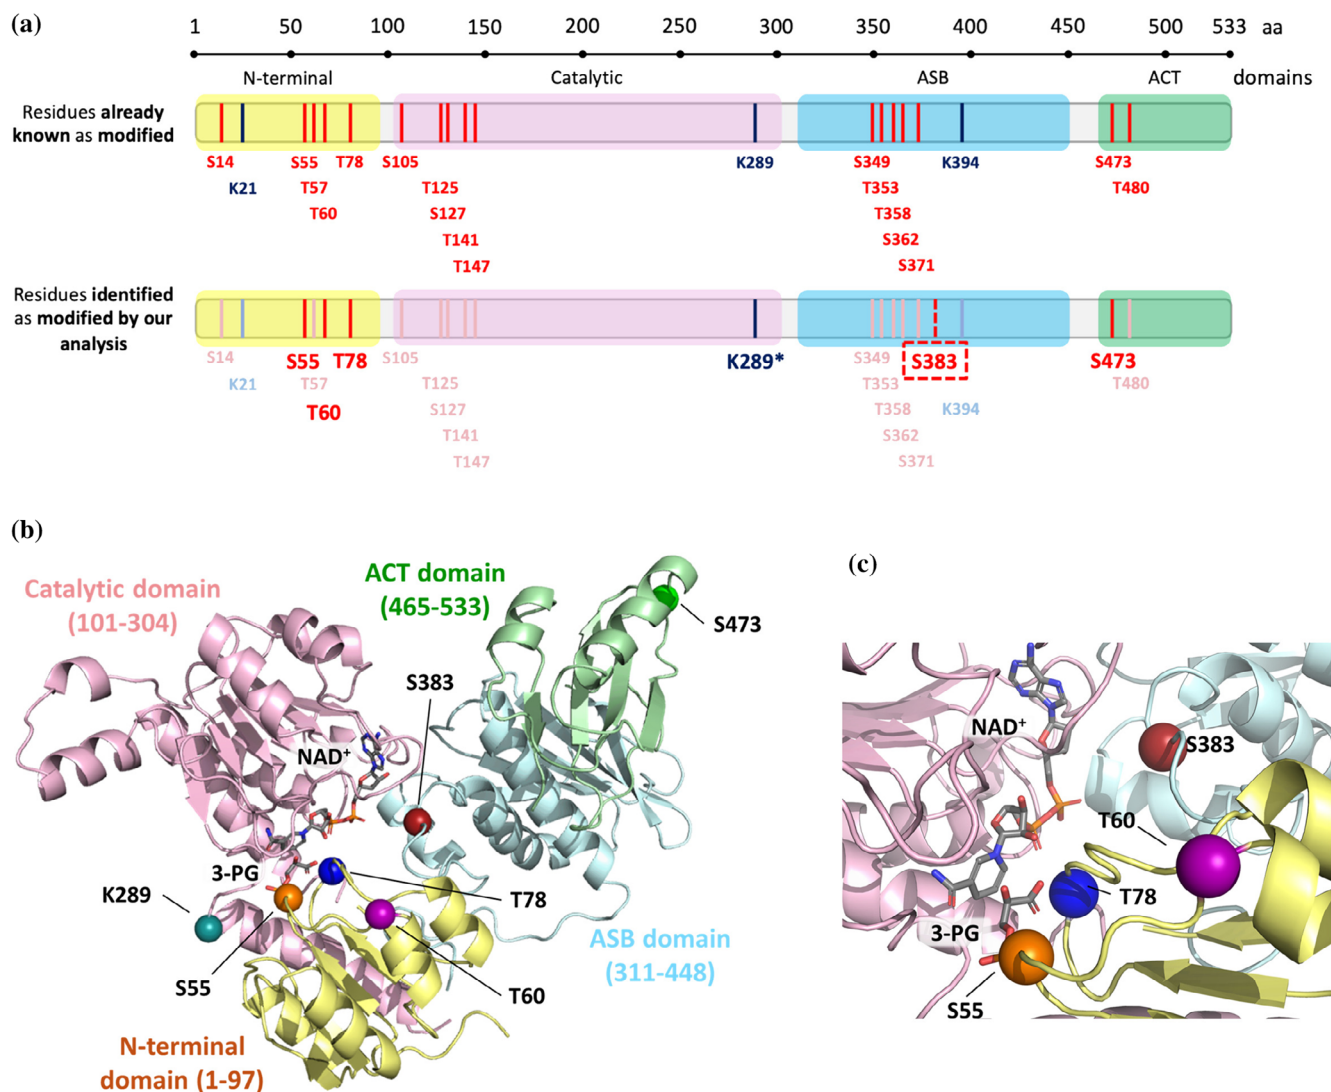 (a)
1 50 100 150 200 250 300 350 400 450 500 533 aa
N-terminal Catalytic ASB ACT domains
Residues already
known as modified
S14 S55 T78 S105 K289 S349 K394 S473
K21 T57 T125 T353 T480
T60 S127 T358
T141 S362
T147 S371
Residues identified
as modified by our
analysis
S14 S55 T78 S105 K289* S349 S383 S473
K21 T57 T125 T353 T480
T60 S127 T358 K394
T141 S362
T147 S371
(b)
Catalytic domain
(101-304)
ACT domain
(465-533)
S473
S383
NAD+
3-PG
K289
T78
S55
T60
ASB domain
(311-448)
N-terminal
domain (1-97)
(c)
NAD+
S383
T60
T78
3-PG
S55